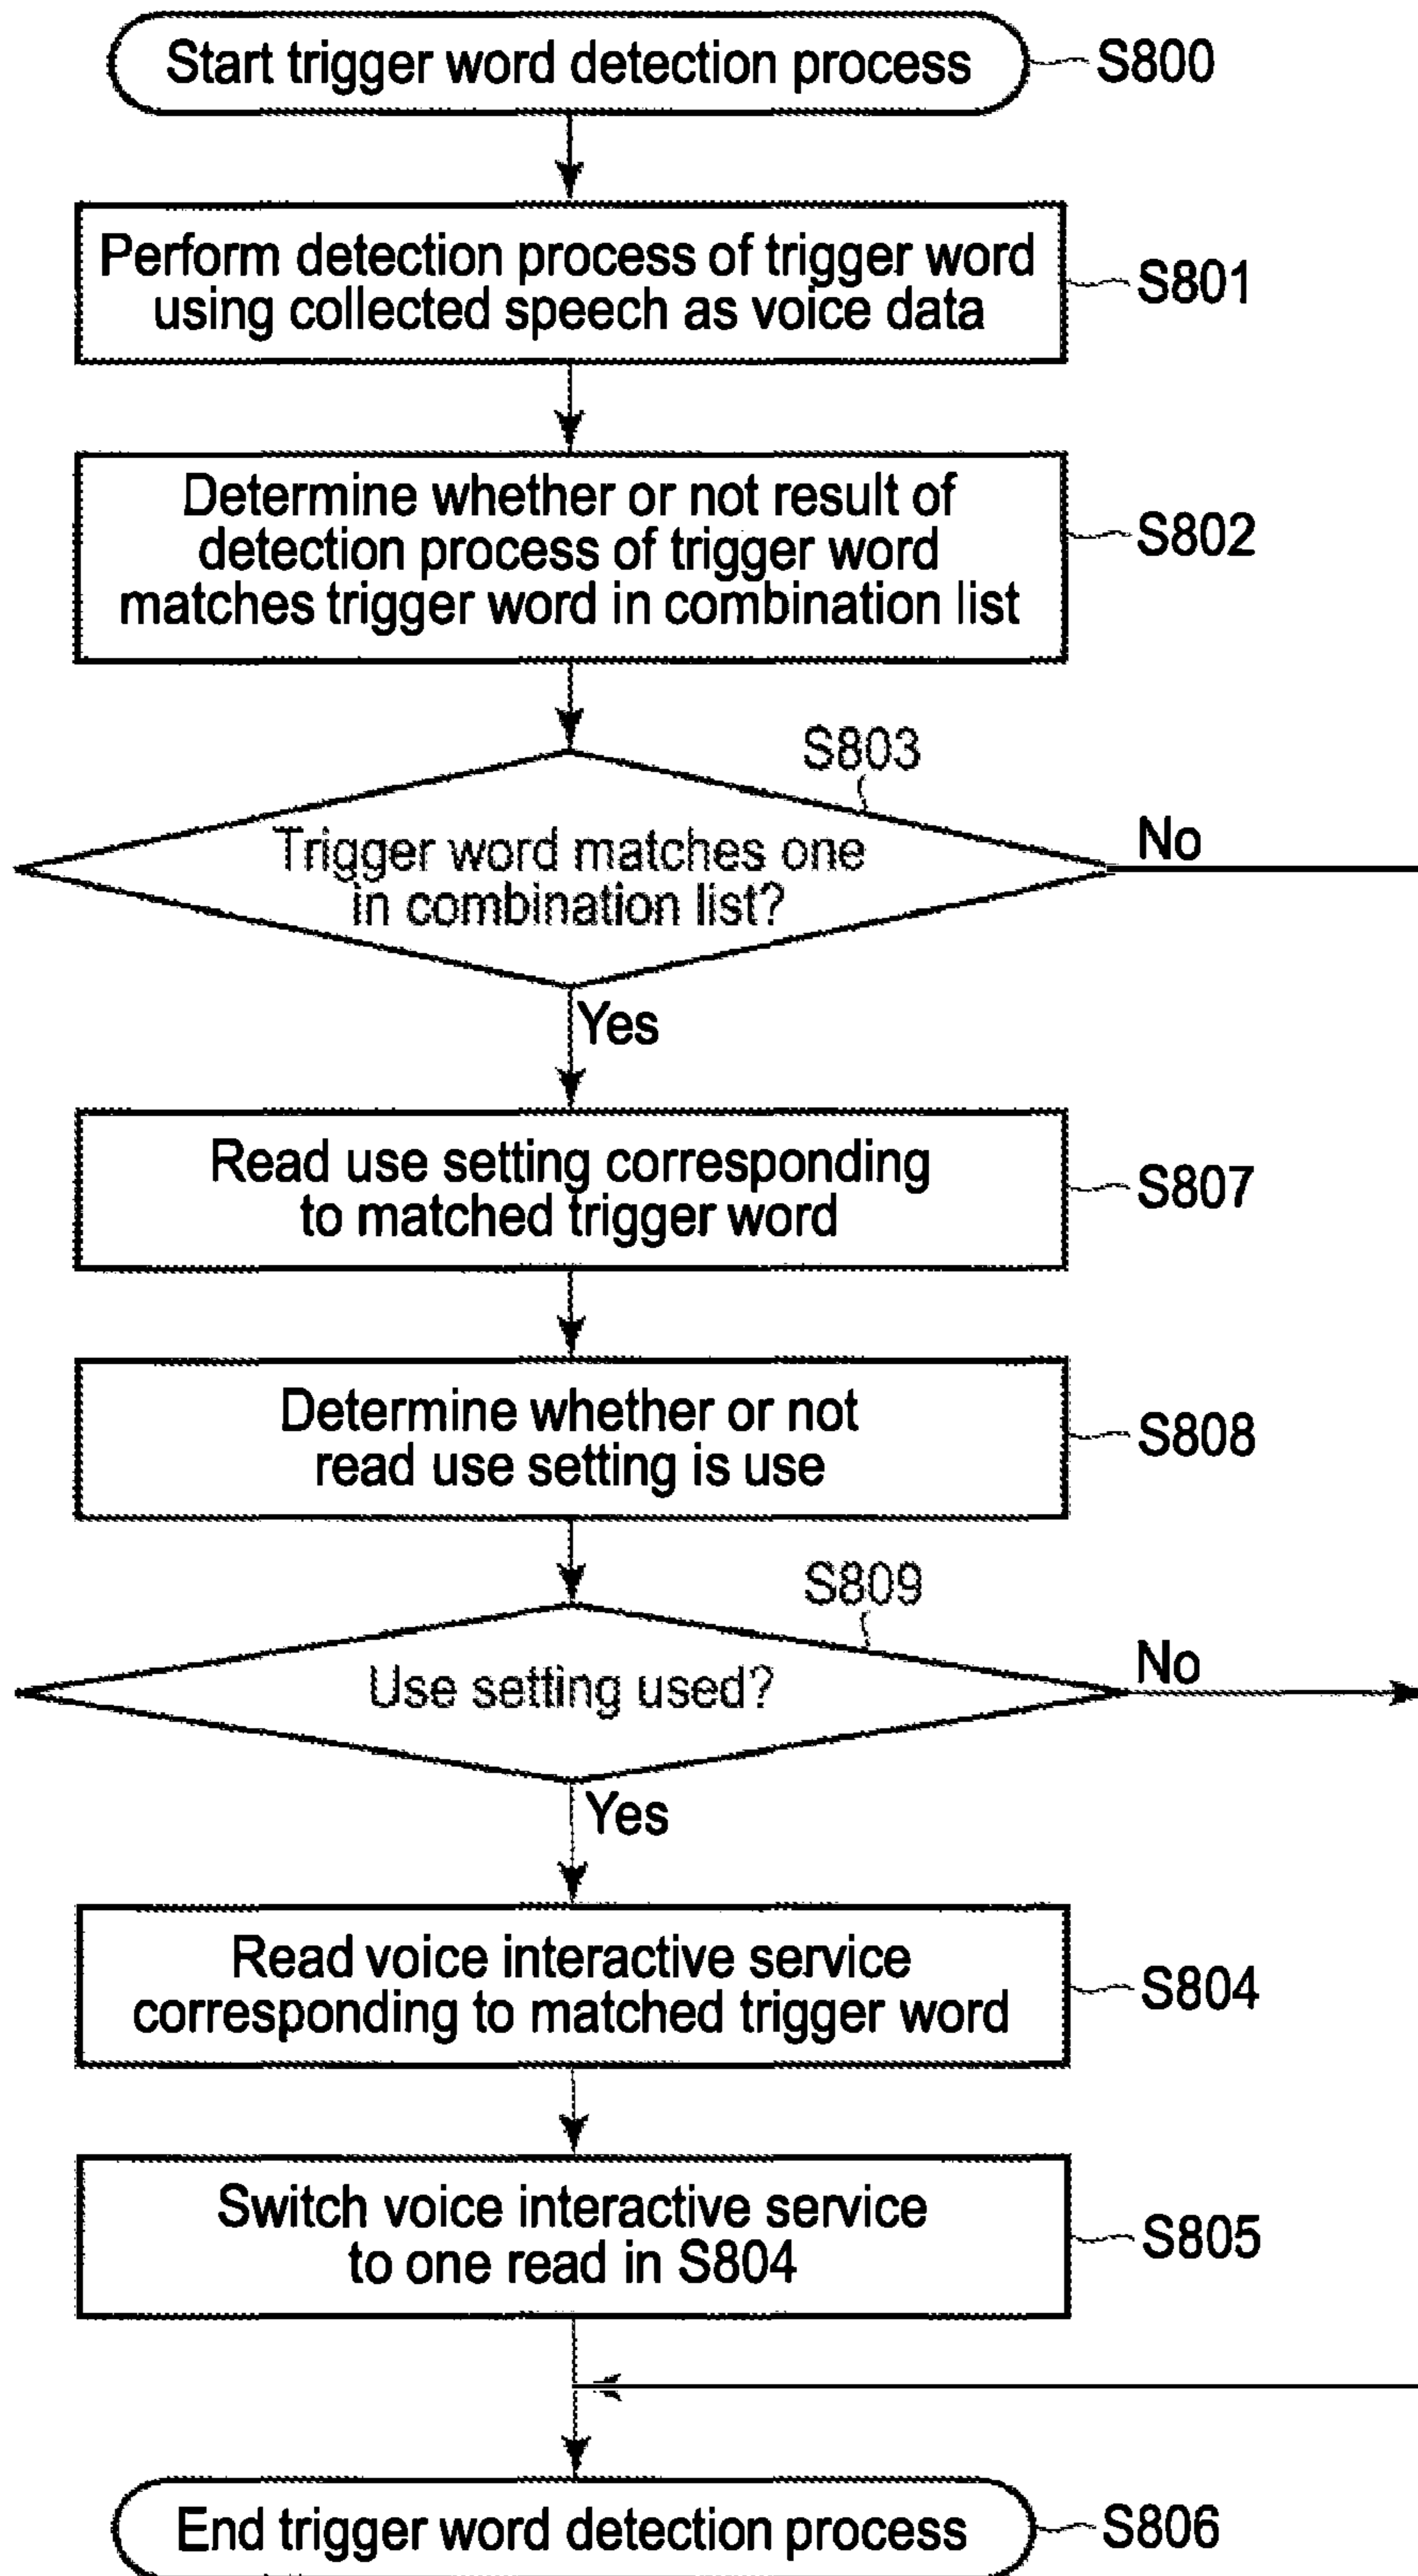 Start trigger word detection process
S800
Perform detection process of trigger word
using collected speech as voice data
S801
Determine whether or not result of
detection process of trigger word
matches trigger word in combination list
S802
S803
Trigger word matches one
in combination list?
No
Yes
Read use setting corresponding
to matched trigger word
S807
Determine whether or not
read use setting is use
S808
S809
Use setting used?
No
Yes
Read voice interactive service
corresponding to matched trigger word
S804
Switch voice interactive service
to one read in S804
S805
End trigger word detection process
S806